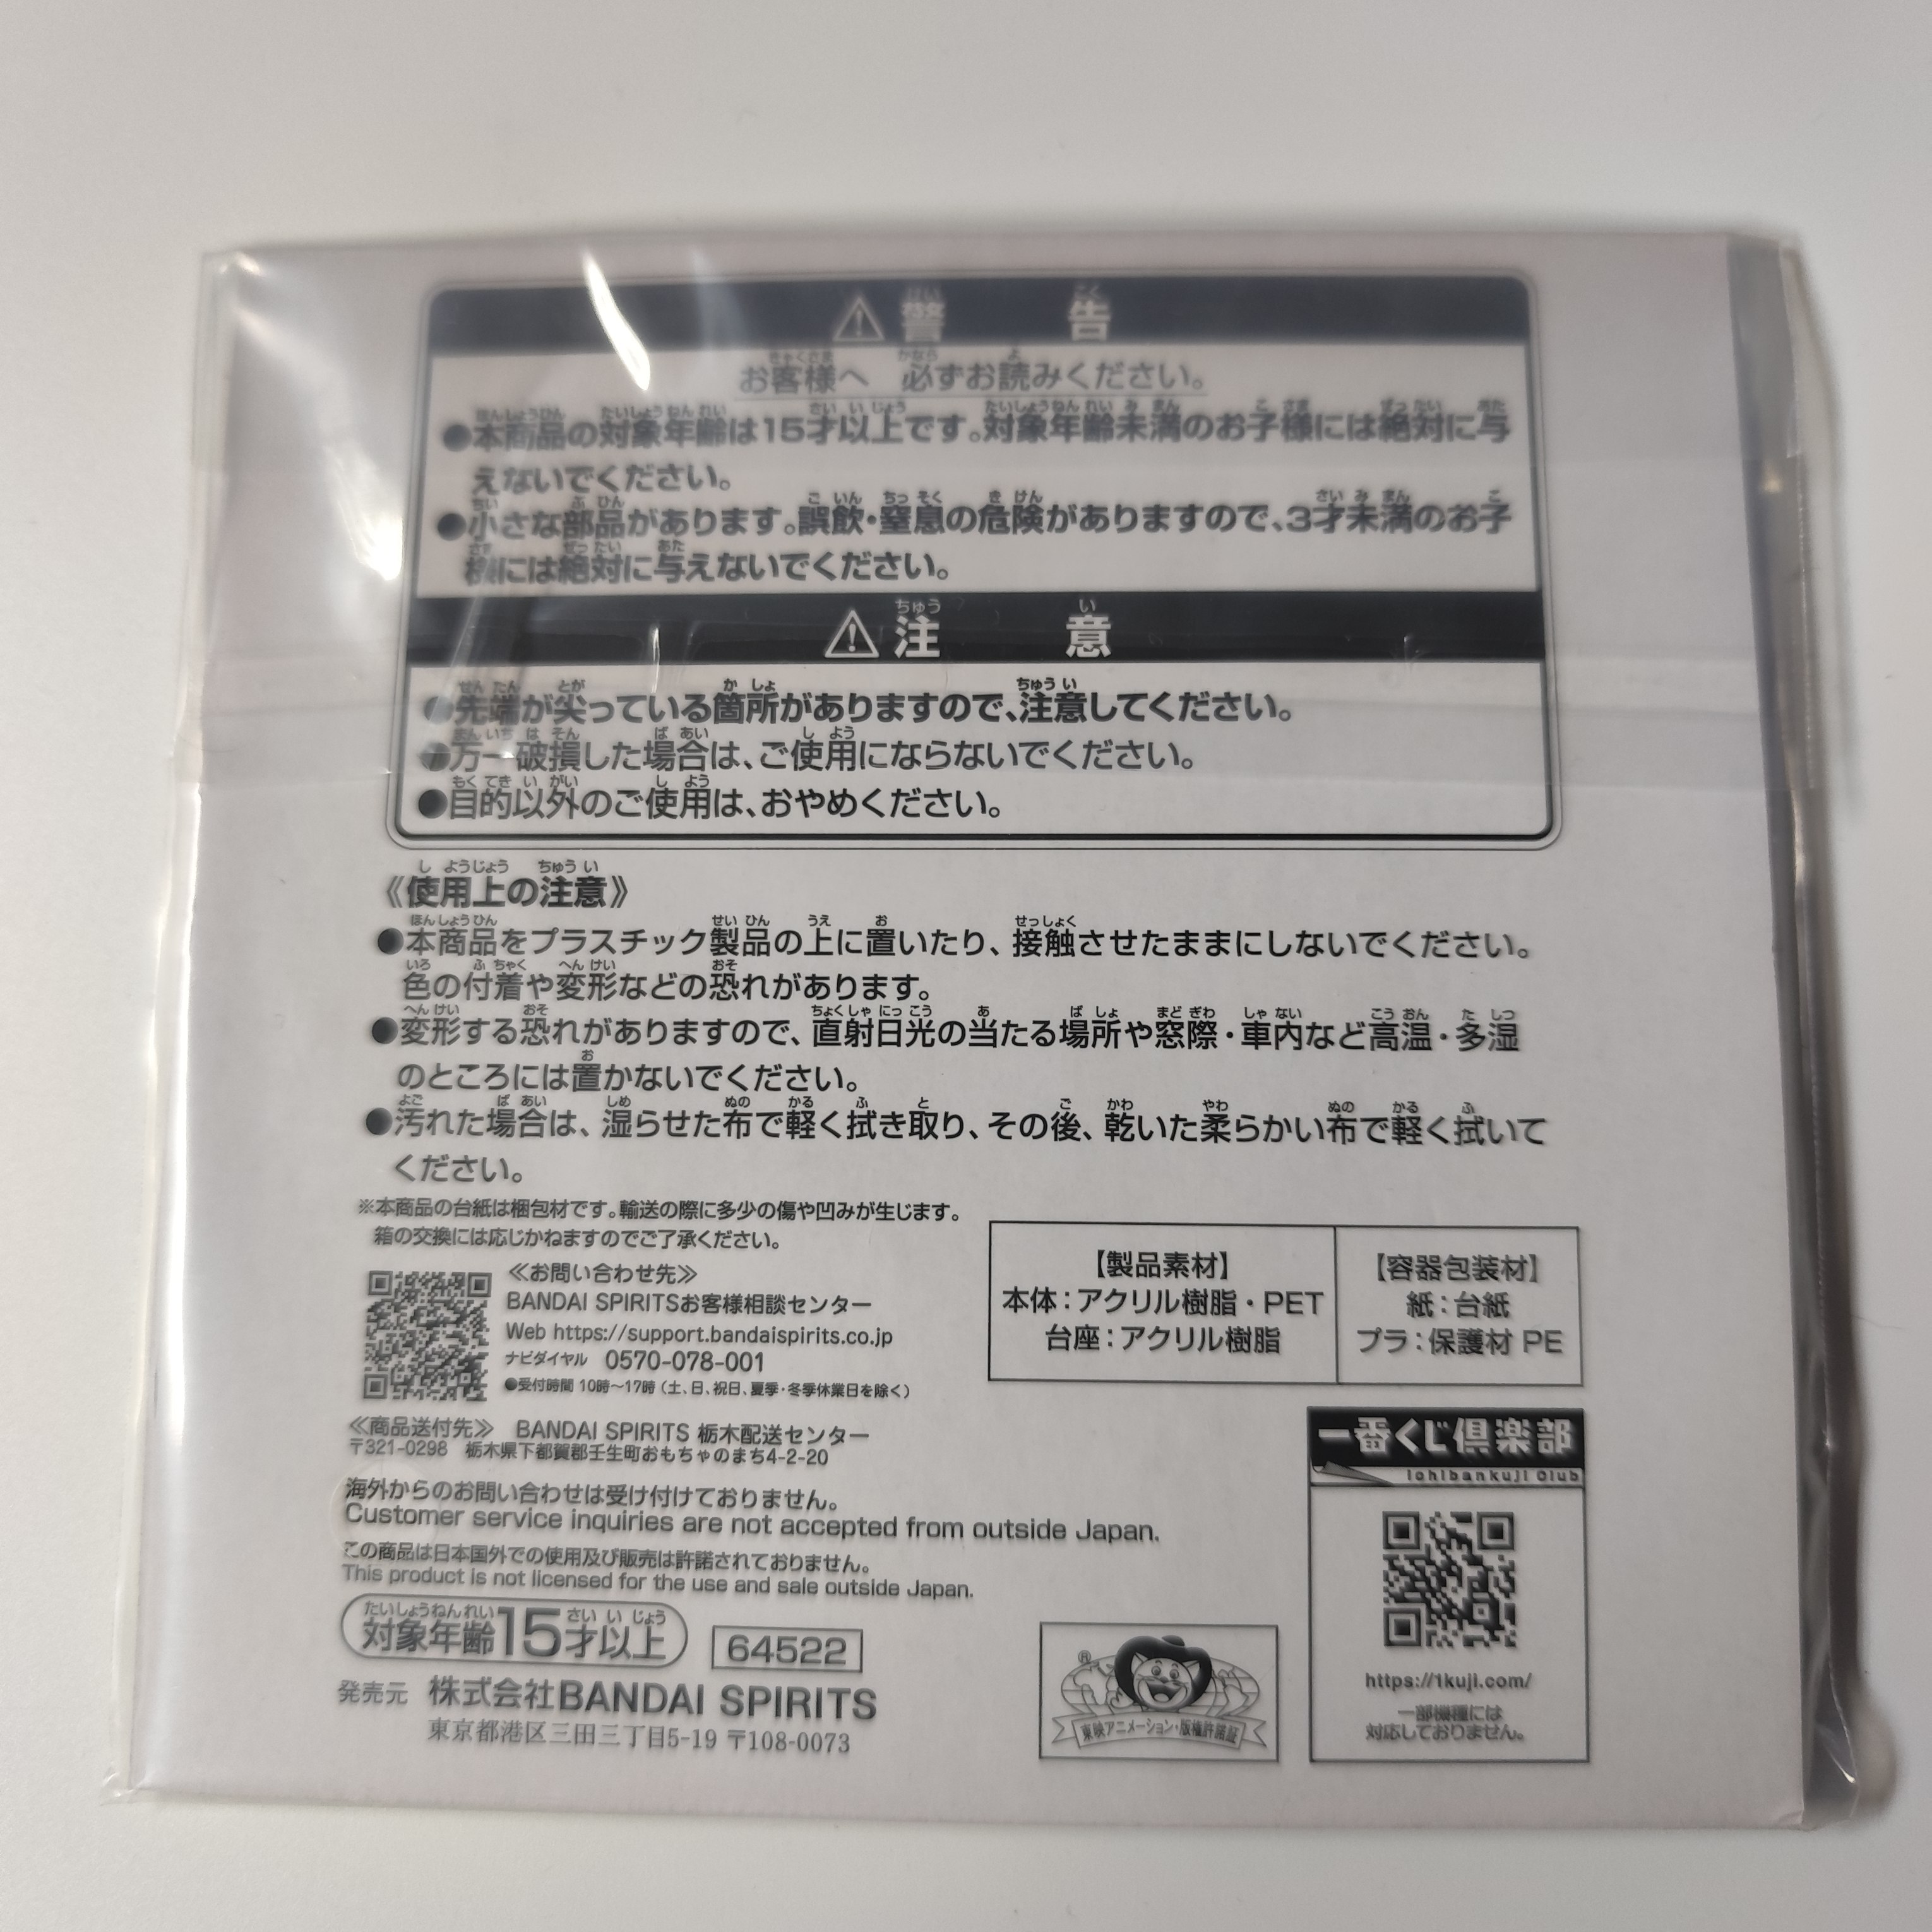 ⚠警告
お客様へ 必ずお読みください。
●本商品の対象年齢は15才以上です。対象年齢未満のお子様には絶対に与
えないでください。
●小さな部品があります。誤飲・窒息の危険がありますので、3才未満のお子
様には絶対に与えないでください。
⚠注意
●先端が尖っている箇所がありますので、注意してください。
●万一破損した場合は、ご使用にならないでください。
●目的以外のご使用は、おやめください。
《使用上の注意》
●本商品をプラスチック製品の上に置いたり、接触させたままにしないでください。
色の付着や変形などの恐れがあります。
●変形する恐れがありますので、直射日光の当たる場所や窓際・車内など高温・多湿
のところには置かないでください。
●汚れた場合は、湿らせた布で軽く拭き取り、その後、乾いた柔らかい布で軽く拭いて
ください。
※本商品の台紙は梱包材です。輸送の際に多少の傷や凹みが生じます。
箱の交換には応じかねますのでご了承ください。
≪お問い合わせ先≫
BANDAI SPIRITSお客様相談センター
Web https://support.bandaispirits.co.jp
ナビダイヤル 0570-078-001
●受付時間 10時～17時(土、日、祝日、夏季・冬季休業日を除く)
【製品素材】
本体：アクリル樹脂・PET
台座：アクリル樹脂
【容器包装材】
紙：台紙
プラ：保護材 PE
≪商品送付先≫ BANDAI SPIRITS 栃木配送センター
〒321-0298 栃木県下都賀郡壬生町おもちゃのまち4-2-20
海外からのお問い合わせは受け付けておりません。
Customer service inquiries are not accepted from outside Japan.
この商品は日本国外での使用及び販売は許諾されておりません。
This product is not licensed for the use and sale outside Japan.
対象年齢15才以上
64522
発売元 株式会社BANDAI SPIRITS
東京都港区三田三丁目5-19 〒108-0073
®
東映アニメーション・版権許諾証
一番くじ倶楽部
Ichibankuji Club
https://1kuji.com/
一部機種には
対応しておりません。